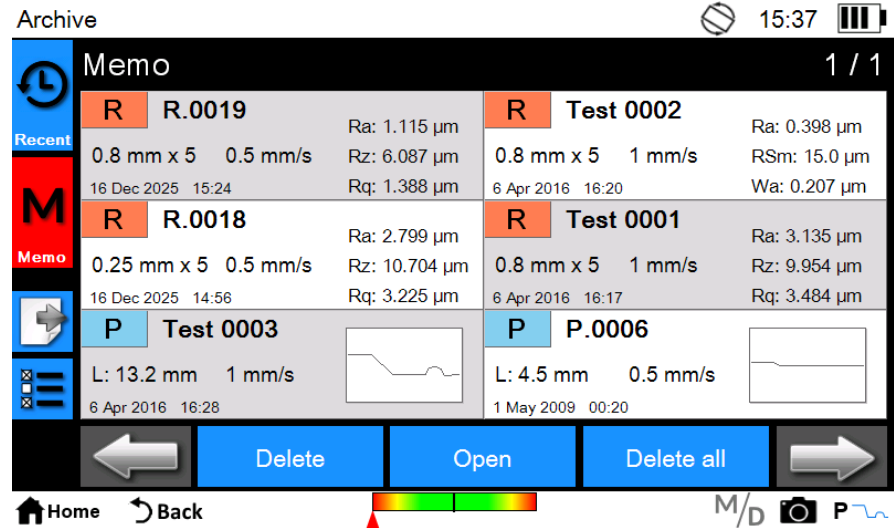 Archive 15:37
Memo 1 / 1
Recent
Memo
R R.0019
0.8 mm x 5 0.5 mm/s
16 Dec 2025 15:24
Ra: 1.115 µm
Rz: 6.087 µm
Rq: 1.388 µm
R Test 0002
0.8 mm x 5 1 mm/s
6 Apr 2016 16:20
Ra: 0.398 µm
RSm: 15.0 µm
Wa: 0.207 µm
M
R R.0018
0.25 mm x 5 0.5 mm/s
16 Dec 2025 14:56
Ra: 2.799 µm
Rz: 10.704 µm
Rq: 3.225 µm
R Test 0001
0.8 mm x 5 1 mm/s
6 Apr 2016 16:17
Ra: 3.135 µm
Rz: 9.954 µm
Rq: 3.484 µm
P Test 0003
L: 13.2 mm 1 mm/s
6 Apr 2016 16:28
P P.0006
L: 4.5 mm 0.5 mm/s
1 May 2009 00:20
Delete Open Delete all
Home Back M/D P